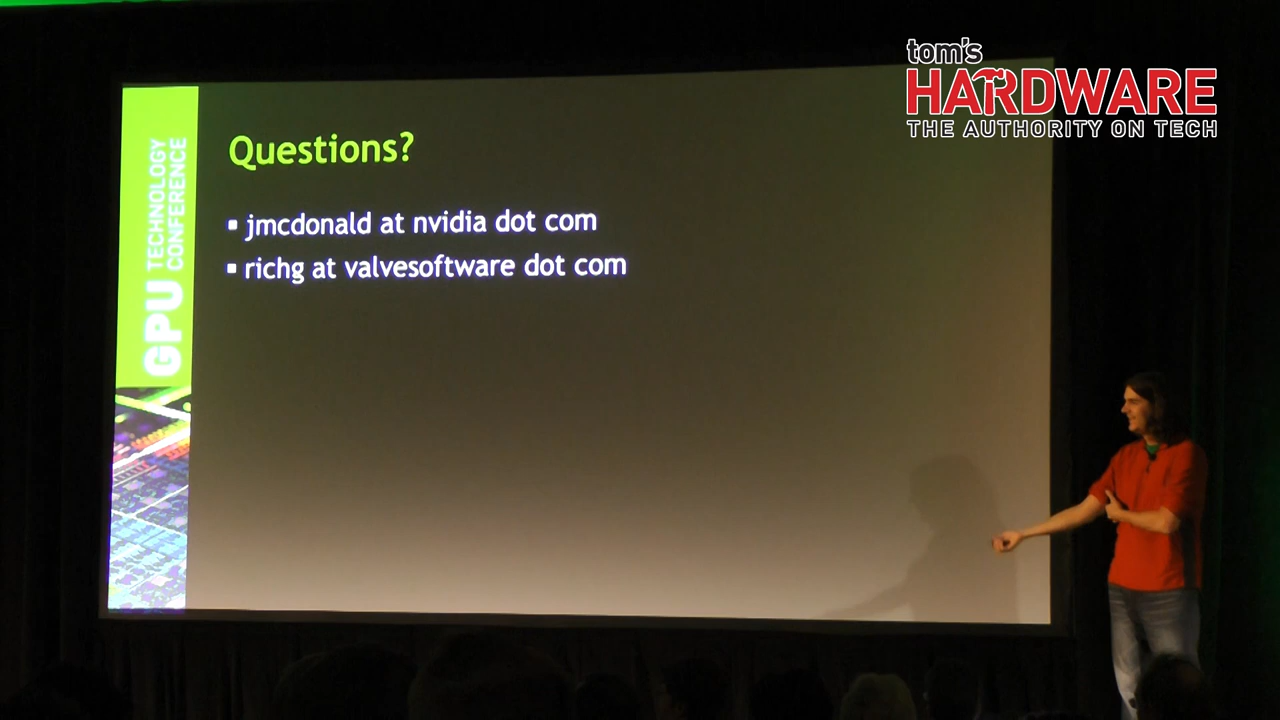 tom's
HARDWARE
THE AUTHORITY ON TECH
GPU TECHNOLOGY
CONFERENCE
Questions?
▪ jmcdonald at nvidia dot com
▪ richg at valvesoftware dot com